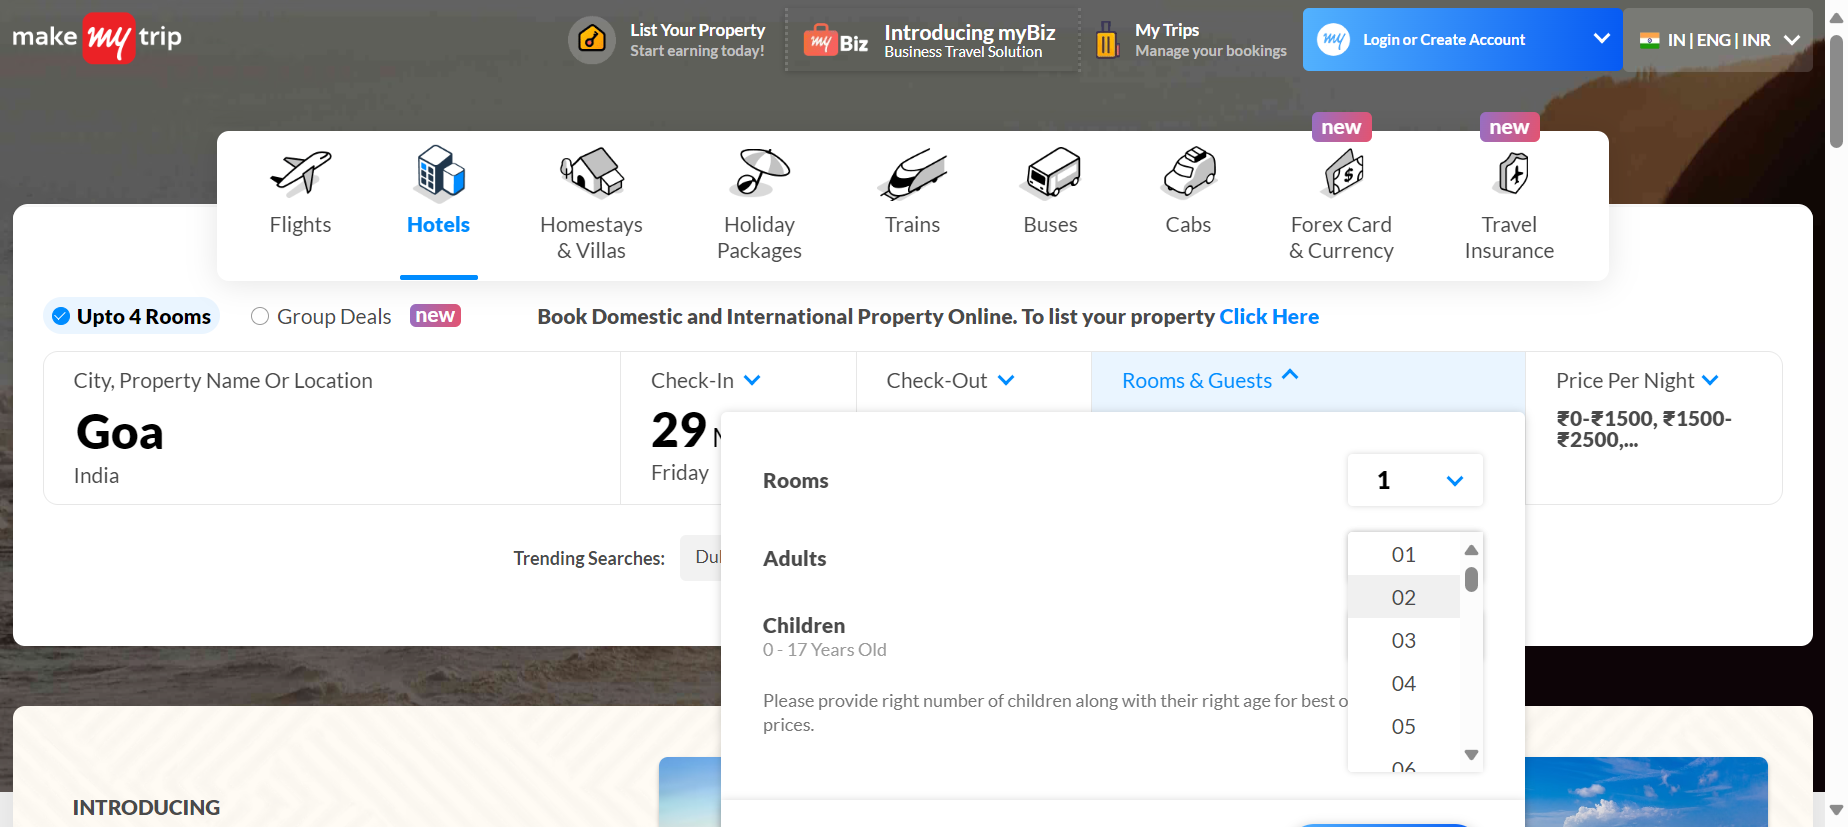 make my trip
List Your Property
Start earning today!
my Biz
Introducing myBiz
Business Travel Solution
My Trips
Manage your bookings
my Login or Create Account
IN | ENG | INR
new
new
Flights
Hotels
Homestays
& Villas
Holiday
Packages
Trains
Buses
Cabs
Forex Card
& Currency
Travel
Insurance
Upto 4 Rooms
Group Deals
new
Book Domestic and International Property Online. To list your property Click Here
City, Property Name Or Location
Goa
India
Check-In
29
Friday
Check-Out
Rooms & Guests
Price Per Night
₹0-₹1500, ₹1500-
₹2500,...
Rooms
1
Trending Searches:
Adults
01
02
03
04
05
06
Children
0 - 17 Years Old
Please provide right number of children along with their right age for best
prices.
INTRODUCING